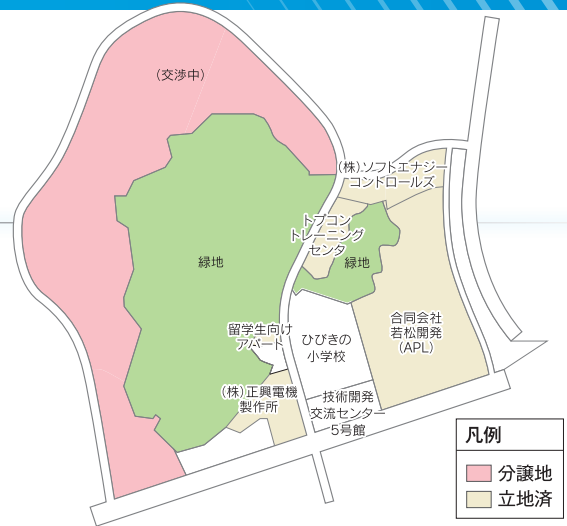 （交渉中）
（株）ソフトエナジー
コントロールズ
トプコン
トレーニング
センタ
緑地
緑地
合同会社
若松開発
（APL）
留学生向け
アパート
ひびきの
小学校
（株）正興電機
製作所
技術開発
交流センター
5号館
凡例
分譲地
立地済